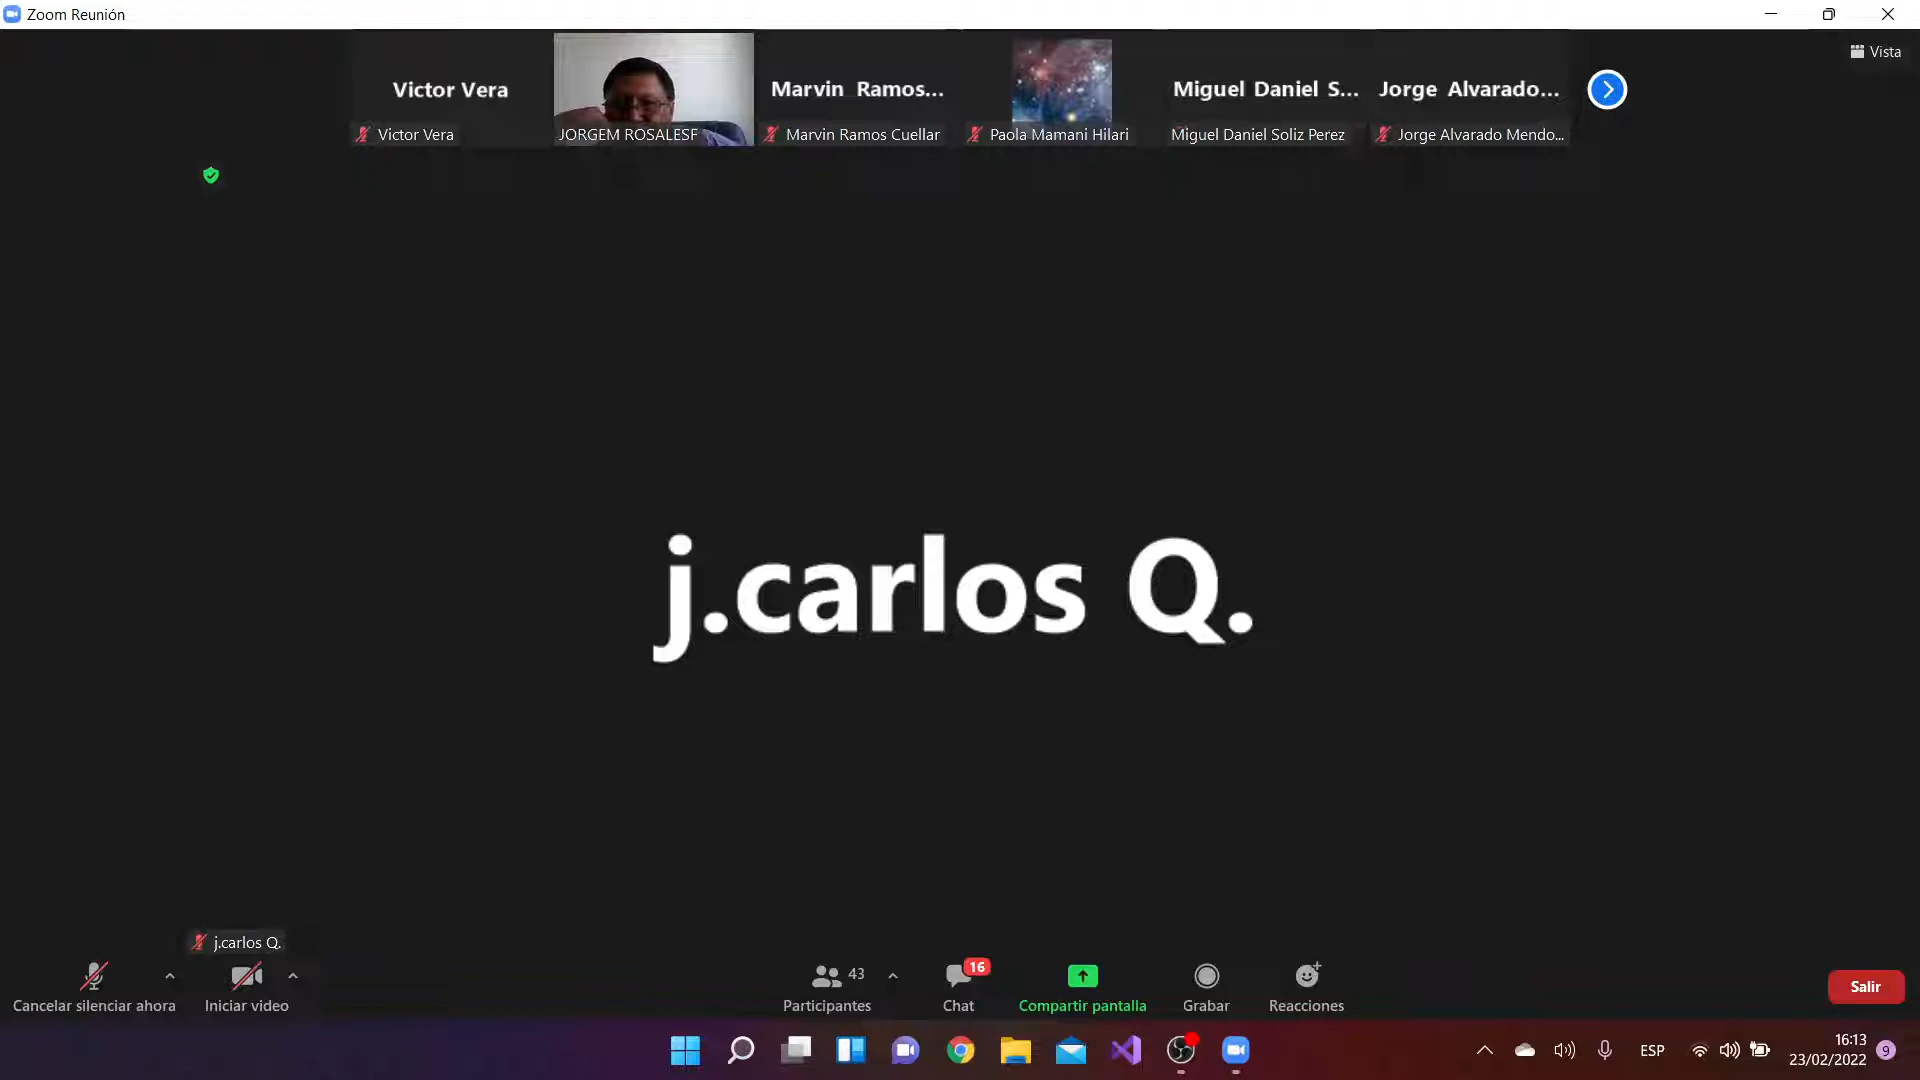 Zoom Reunión
Vista
Victor Vera
Marvin Ramos...
Miguel Daniel S...
Jorge Alvarado...
Victor Vera
JORGEM ROSALESF
Marvin Ramos Cuellar
Paola Mamani Hilari
Miguel Daniel Soliz Perez
Jorge Alvarado Mendo...
j.carlos Q.
j.carlos Q.
43
16
Cancelar silenciar ahora
Iniciar video
Participantes
Chat
Compartir pantalla
Grabar
Reacciones
Salir
ESP
16:13
23/02/2022
9